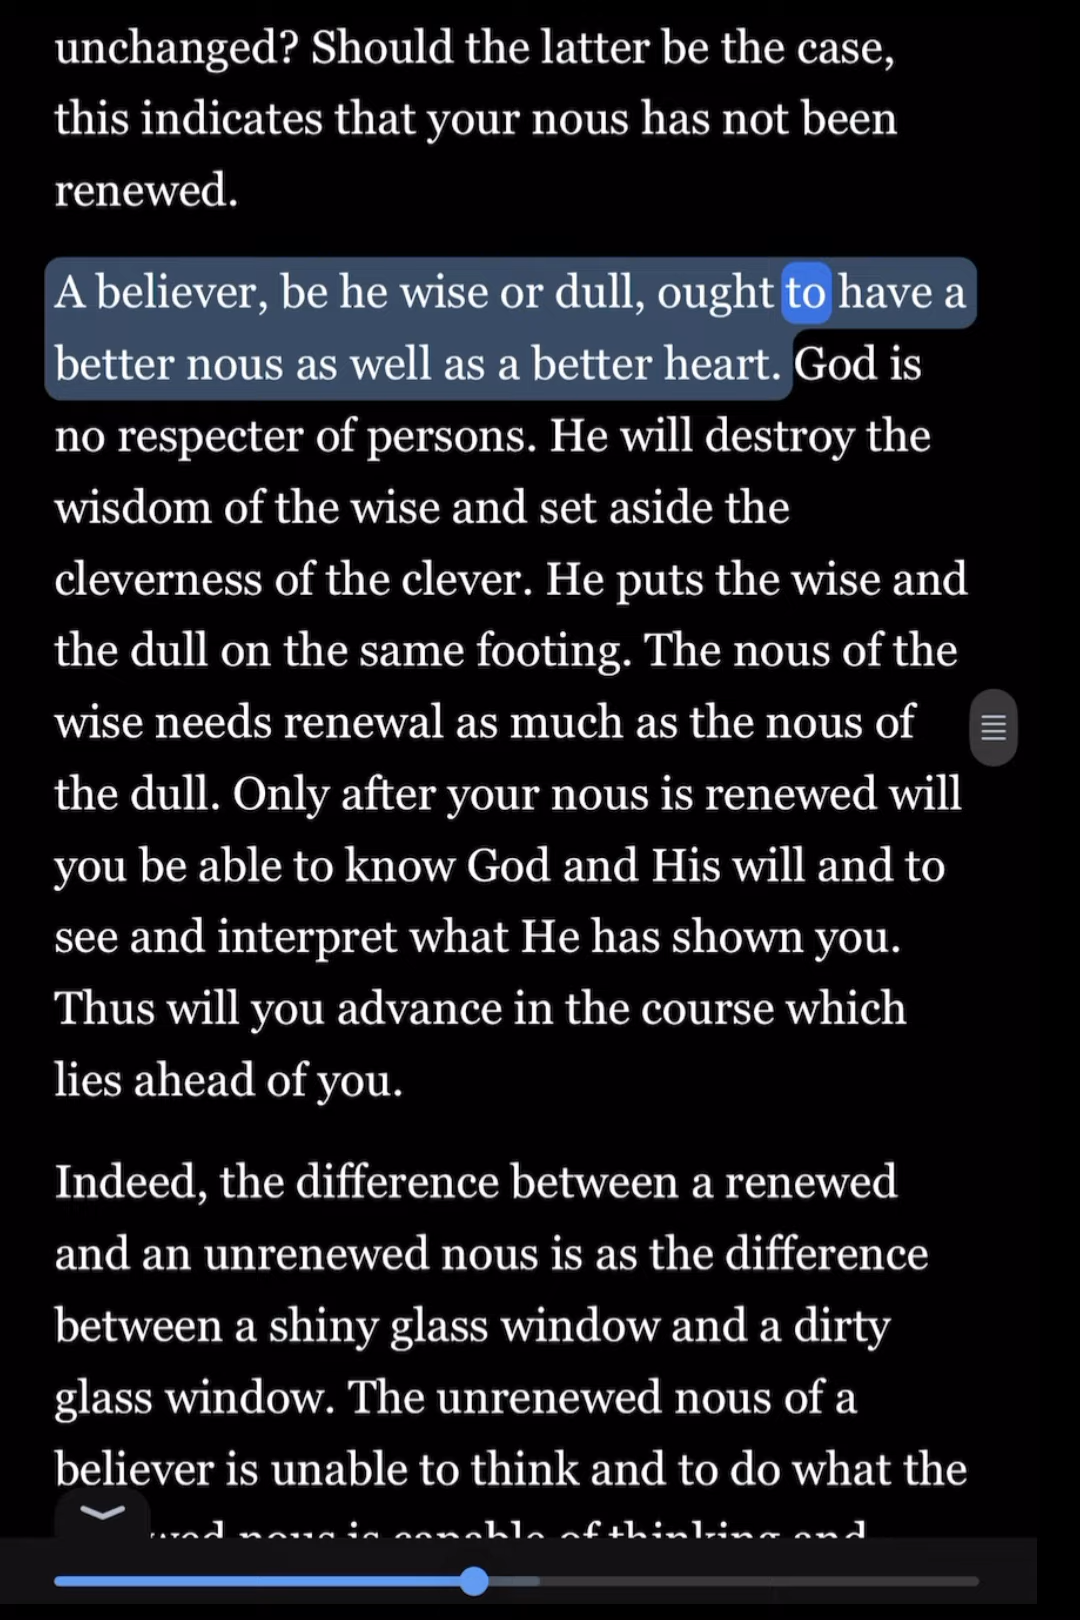 unchanged? Should the latter be the case,
this indicates that your nous has not been
renewed.
A believer, be he wise or dull, ought to have a
better nous as well as a better heart. God is
no respecter of persons. He will destroy the
wisdom of the wise and set aside the
cleverness of the clever. He puts the wise and
the dull on the same footing. The nous of the
wise needs renewal as much as the nous of
the dull. Only after your nous is renewed will
you be able to know God and His will and to
see and interpret what He has shown you.
Thus will you advance in the course which
lies ahead of you.
Indeed, the difference between a renewed
and an unrenewed nous is as the difference
between a shiny glass window and a dirty
glass window. The unrenewed nous of a
believer is unable to think and to do what the
nous is capable of thinking and